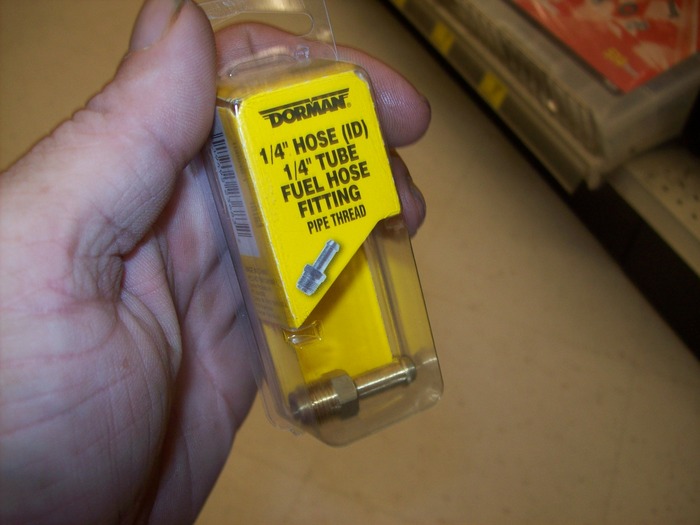 DORMAN
1/4" HOSE (ID)
1/4" TUBE
FUEL HOSE
FITTING
PIPE THREAD